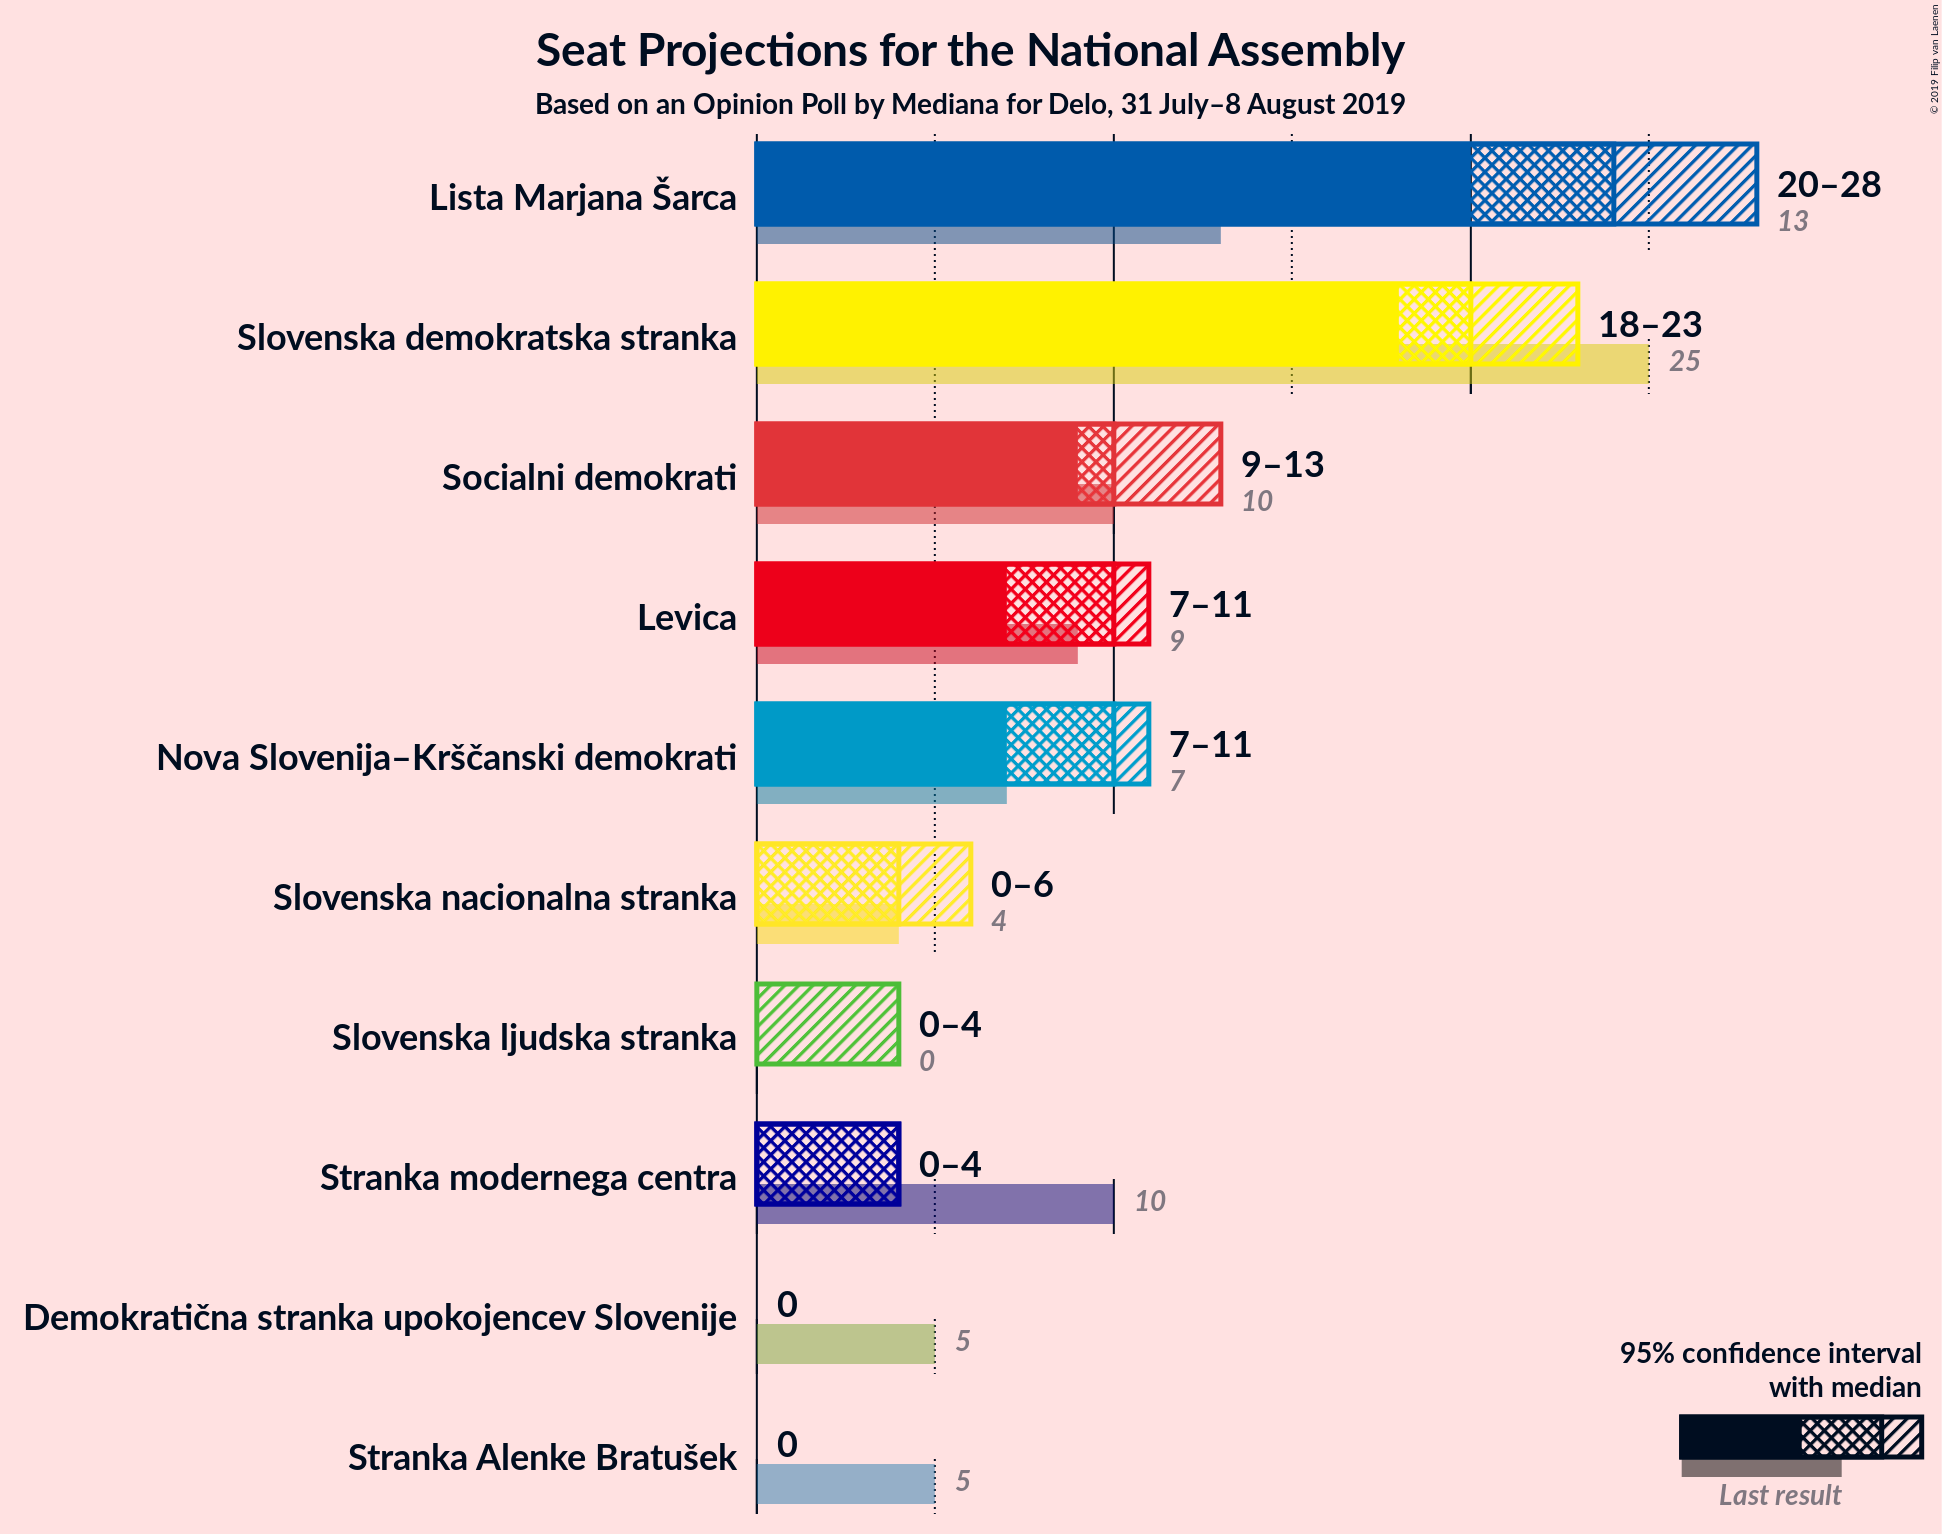 Seat Projections for the National Assembly
Based on an Opinion Poll by Mediana for Delo, 31 July–8 August 2019
© 2019 Filip van Laenen
Lista Marjana Šarca
20–28
13
Slovenska demokratska stranka
18–23
25
Socialni demokrati
9–13
10
Levica
7–11
9
Nova Slovenija–Krščanski demokrati
7–11
7
Slovenska nacionalna stranka
0–6
4
Slovenska ljudska stranka
0–4
0
Stranka modernega centra
0–4
10
Demokratična stranka upokojencev Slovenije
0
5
Stranka Alenke Bratušek
0
5
95% confidence interval
with median
Last result